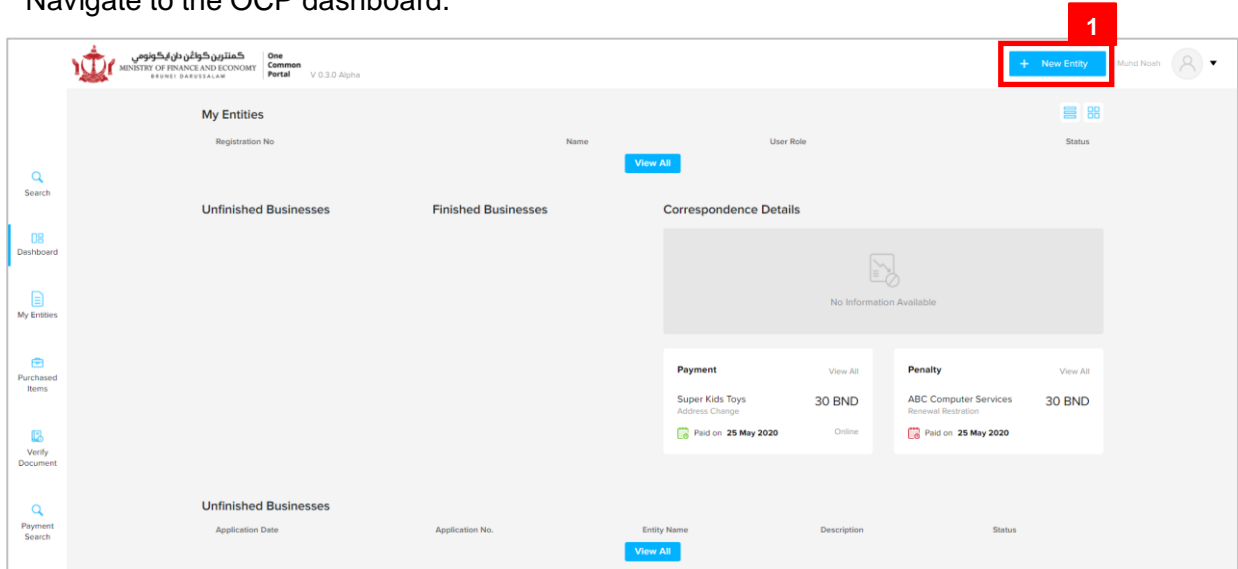 Navigate to the OCP dashboard.
1
كمنترين كواڠن دان ايكونومي
MINISTRY OF FINANCE AND ECONOMY
BRUNEI DARUSSALAM
One
Common
Portal
V 0.3.0 Alpha
+ New Entity
Muhd Noah
My Entities
Registration No Name User Role Status
View All
Search
Dashboard
My Entities
Purchased
Items
Verify
Document
Payment
Search
Unfinished Businesses
Finished Businesses
Correspondence Details
No Information Available
Payment View All
Super Kids Toys 30 BND
Address Change
Paid on 25 May 2020 Online
Penalty View All
ABC Computer Services 30 BND
Renewal Restration
Paid on 25 May 2020
Unfinished Businesses
Application Date Application No. Entity Name Description Status
View All